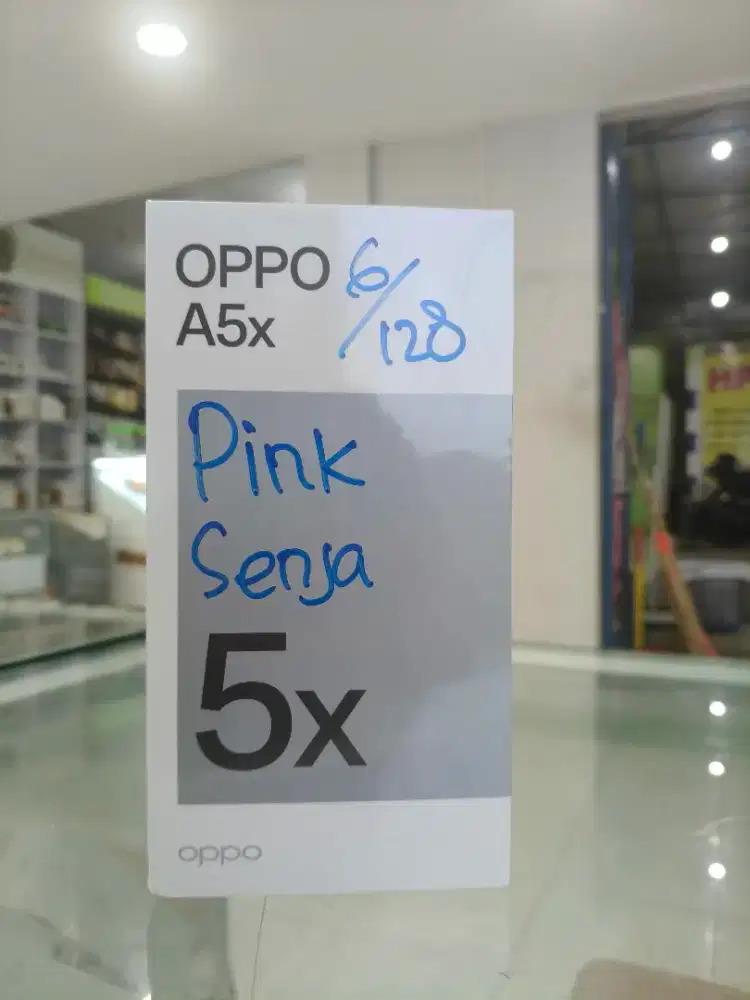 OPPO 6/128
A5x
Pink
Senja
5x
oppo